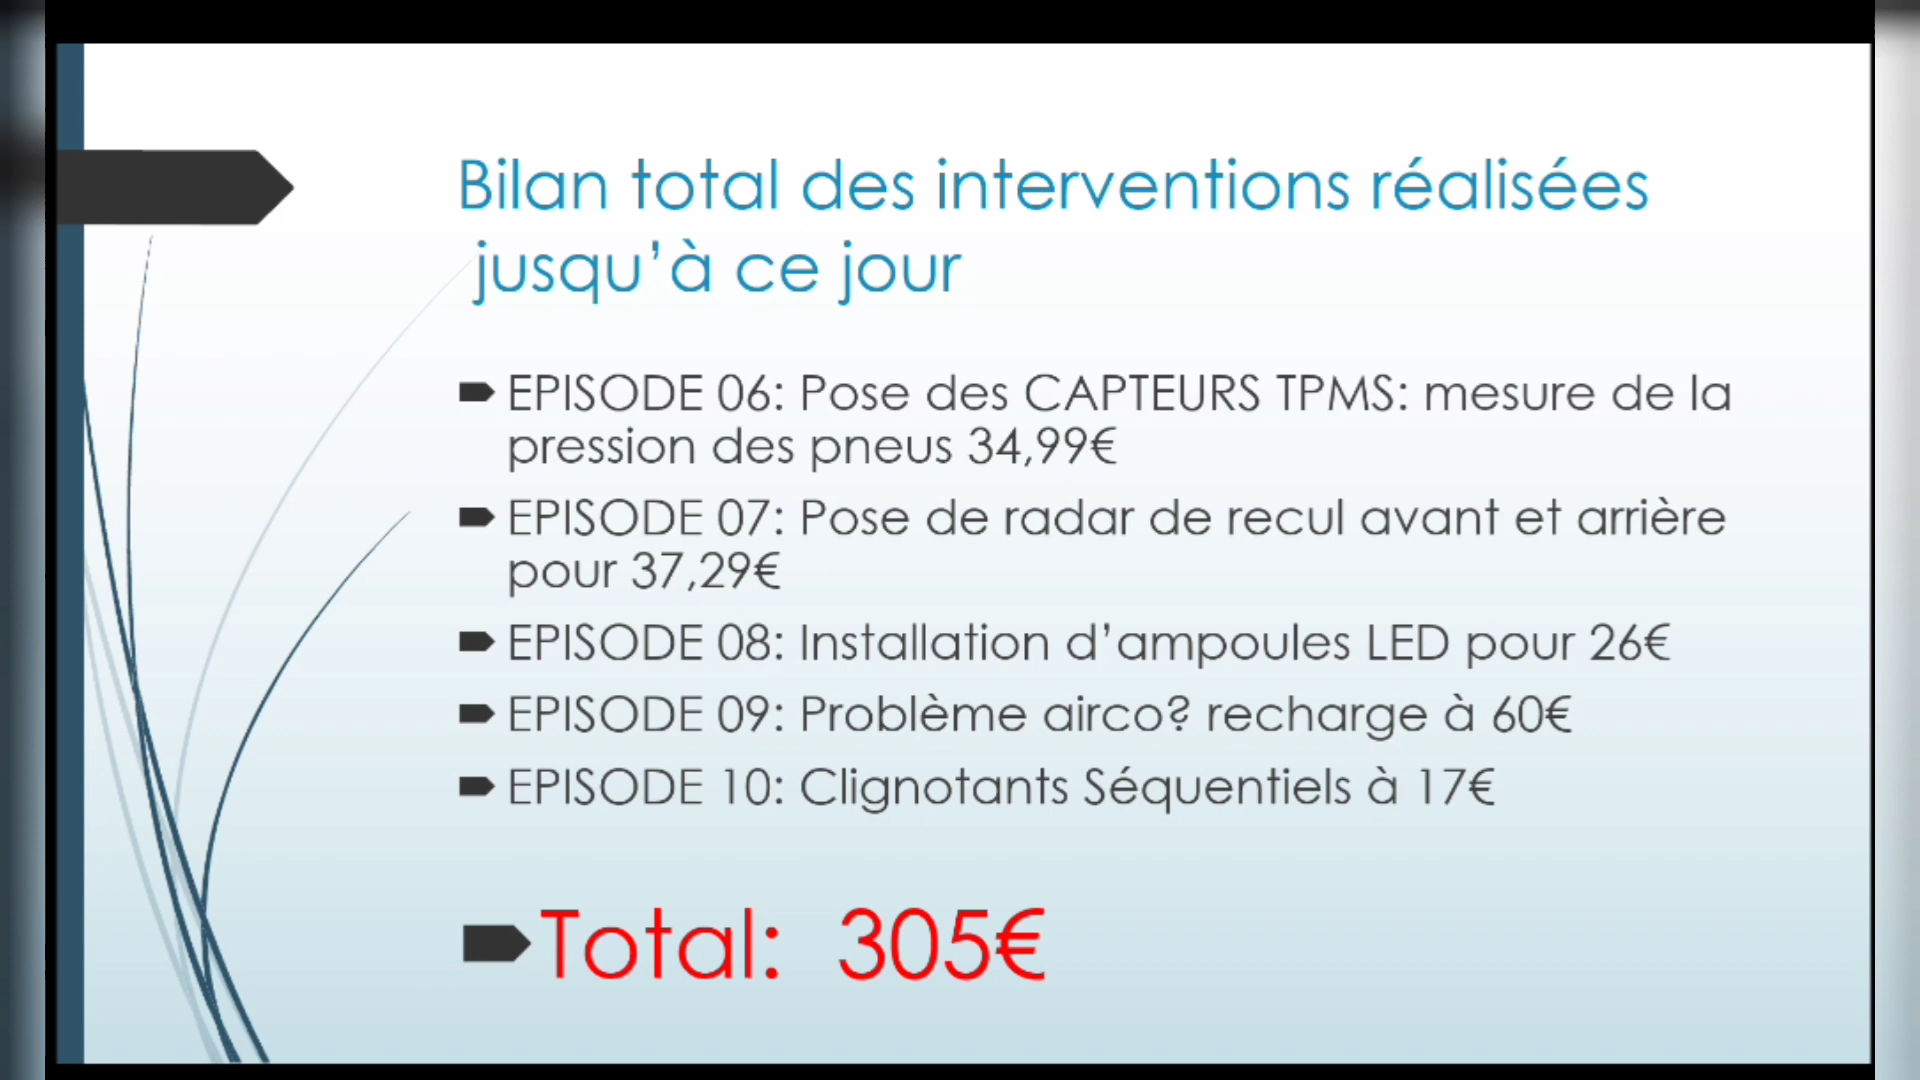 Bilan total des interventions réalisées
jusqu’à ce jour
EPISODE 06: Pose des CAPTEURS TPMS: mesure de la
pression des pneus 34,99€
EPISODE 07: Pose de radar de recul avant et arrière
pour 37,29€
EPISODE 08: Installation d’ampoules LED pour 26€
EPISODE 09: Problème airco? recharge à 60€
EPISODE 10: Clignotants Séquentiels à 17€
Total: 305€